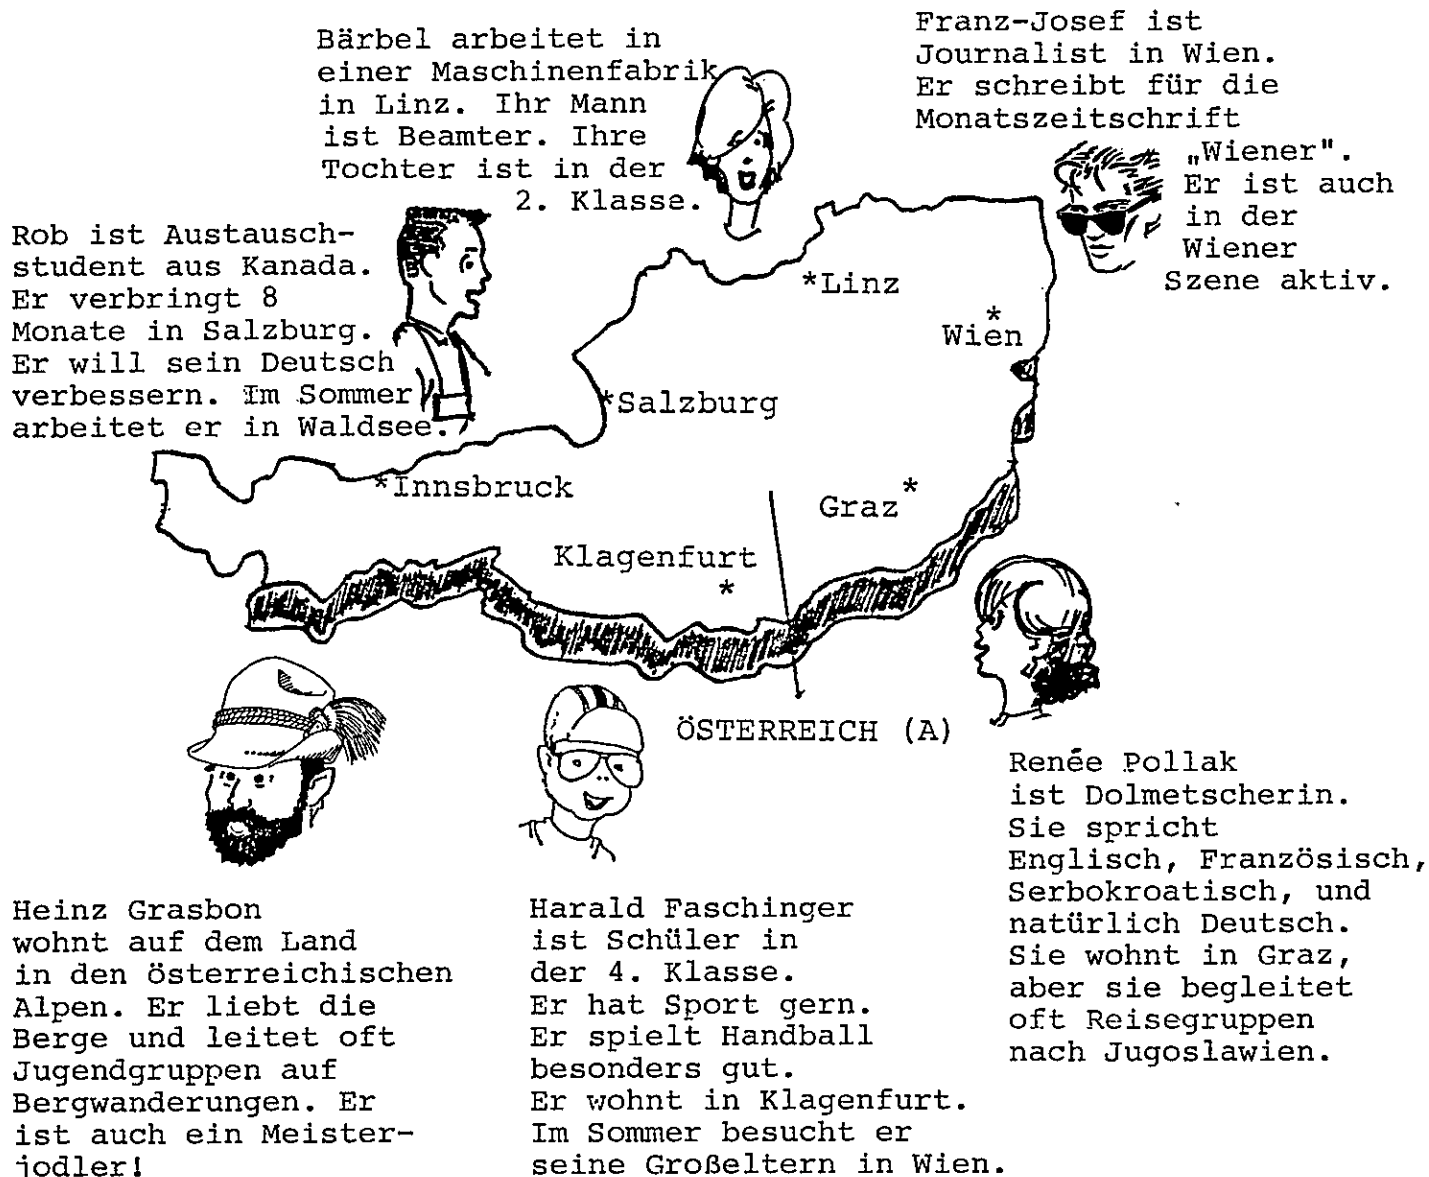 Bärbel arbeitet in
einer Maschinenfabrik
in Linz. Ihr Mann
ist Beamter. Ihre
Tochter ist in der
2. Klasse.
Franz-Josef ist
Journalist in Wien.
Er schreibt für die
Monatszeitschrift
„Wiener".
Er ist auch
in der
Wiener
Szene aktiv.
Rob ist Austausch-
student aus Kanada.
Er verbringt 8
Monate in Salzburg.
Er will sein Deutsch
verbessern. Im Sommer
arbeitet er in Waldsee.
*Linz
*
Wien
*Salzburg
*Innsbruck
Graz*
Klagenfurt
*
ÖSTERREICH (A)
Heinz Grasbon
wohnt auf dem Land
in den österreichischen
Alpen. Er liebt die
Berge und leitet oft
Jugendgruppen auf
Bergwanderungen. Er
ist auch ein Meister-
jodler!
Harald Faschinger
ist Schüler in
der 4. Klasse.
Er hat Sport gern.
Er spielt Handball
besonders gut.
Er wohnt in Klagenfurt.
Im Sommer besucht er
seine Großeltern in Wien.
Renée Pollak
ist Dolmetscherin.
Sie spricht
Englisch, Französisch,
Serbokroatisch, und
natürlich Deutsch.
Sie wohnt in Graz,
aber sie begleitet
oft Reisegruppen
nach Jugoslawien.